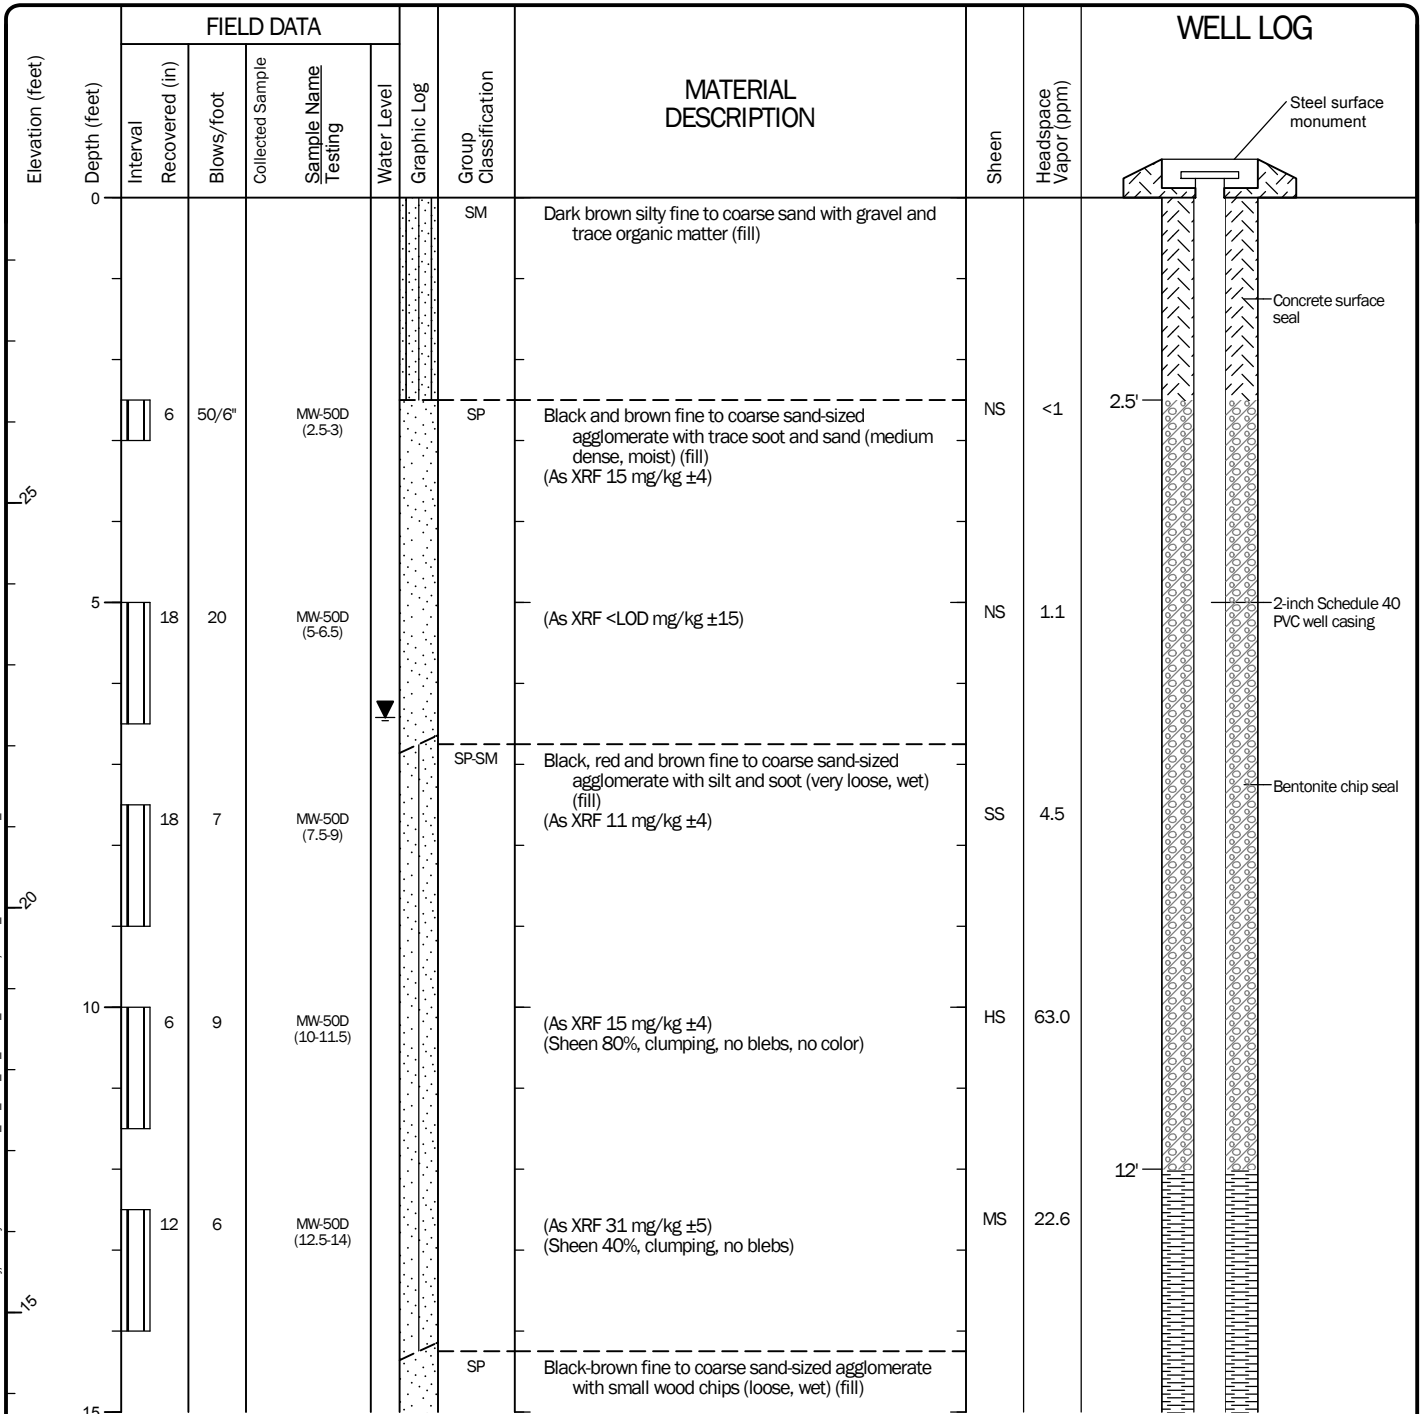 FIELD DATA
WELL LOG
Elevation (feet)
Depth (feet)
Interval
Recovered (in)
Blows/foot
Collected Sample
Sample Name
Testing
Water Level
Graphic Log
Group
Classification
MATERIAL
DESCRIPTION
Sheen
Headspace
Vapor (ppm)
Steel surface
monument
0
SM
Dark brown silty fine to coarse sand with gravel and
trace organic matter (fill)
Concrete surface
seal
6
50/6"
MW-50D
(2.5-3)
SP
Black and brown fine to coarse sand-sized
agglomerate with trace soot and sand (medium
dense, moist) (fill)
(As XRF 15 mg/kg ±4)
NS
<1
2.5'
25
5
18
20
MW-50D
(5-6.5)
(As XRF <LOD mg/kg ±15)
NS
1.1
2-inch Schedule 40
PVC well casing
SP-SM
Black, red and brown fine to coarse sand-sized
agglomerate with silt and soot (very loose, wet)
(fill)
(As XRF 11 mg/kg ±4)
18
7
MW-50D
(7.5-9)
SS
4.5
Bentonite chip seal
20
10
6
9
MW-50D
(10-11.5)
(As XRF 15 mg/kg ±4)
(Sheen 80%, clumping, no blebs, no color)
HS
63.0
12'
12
6
MW-50D
(12.5-14)
(As XRF 31 mg/kg ±5)
(Sheen 40%, clumping, no blebs)
MS
22.6
15
SP
Black-brown fine to coarse sand-sized agglomerate
with small wood chips (loose, wet) (fill)
15